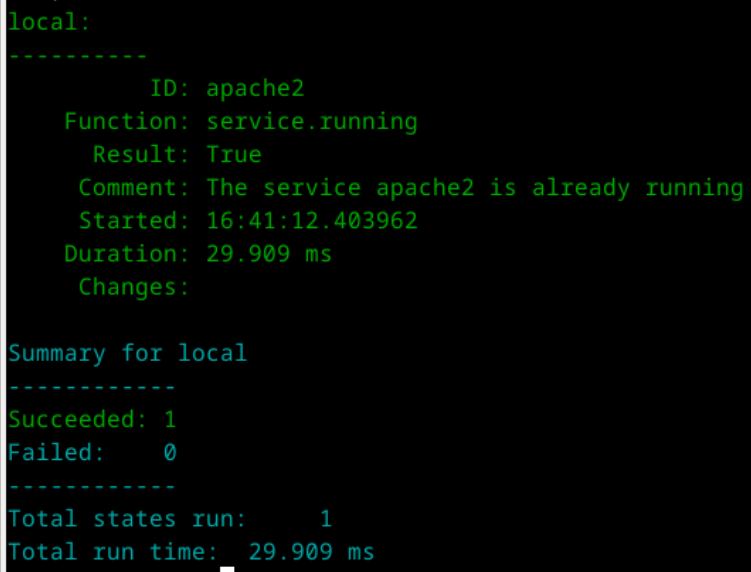 local:
----------
          ID: apache2
    Function: service.running
      Result: True
     Comment: The service apache2 is already running
     Started: 16:41:12.403962
    Duration: 29.909 ms
     Changes:

Summary for local
------------
Succeeded: 1
Failed:    0
------------
Total states run:     1
Total run time:  29.909 ms